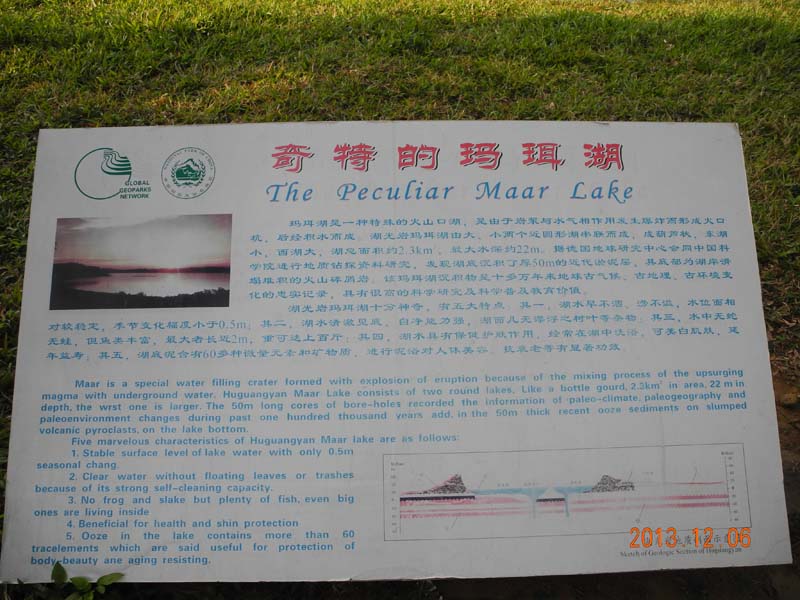 GLOBAL
GEOPARKS
NETWORK
奇特的玛珥湖
The Peculiar Maar Lake
玛珥湖是一种特殊的火山口湖，是由于岩浆与水气相作用发生爆炸而形成火口
坑，后经积水而成。湖光岩玛珥湖由大、小两个近圆形湖串联而成，成葫芦状，东湖
小、西湖大，湖总面积约2.3km²，最大水深约22m。据德国地球研究中心会同中国科
学院进行地质钻探资料研究，发现湖底沉积了厚50m的近代淤泥层，其底部为湖岸滑
塌堆积的火山碎屑岩。该玛珥湖沉积物是十多万年来地球古气候、古地理、古环境变
化的忠实记录，具有很高的科学研究及科学普及教育价值。
湖光岩玛珥湖十分神奇，有五大特点：其一，湖水旱不涸、涝不溢，水位面相
对较稳定，季节变化幅度小于0.5m；其二，湖水清澈见底，自净能力强，湖面几无漂浮之树叶等杂物；其三，水中无蛇
无蛙，但鱼类丰富，最大者长近2m，重可达上百斤；其四，湖水具有保健护肤作用，经常在湖中沐浴，可美白肌肤，延
年益寿；其五，湖底泥含有60多种微量元素和矿物质，进行泥浴对人体美容、抗衰老等有显著功效。
Maar is a special water filling crater formed with explosion of eruption because of the mixing process of the upsurging
magma with underground water. Huguangyan Maar Lake consists of two round lakes. Like a bottle gourd, 2.3km² in area, 22 m in
depth, the wrst one is larger. The 50m long cores of bore-holes recorded the information of paleo-climate, paleogeography and
paleoenvironment changes during past one hundred thousand years add. in the 50m thick recent ooze sediments on slumped
volcanic pyroclasts, on the lake bottom.
Five marvelous characteristics of Huguangyan Maar lake are as follows:
1. Stable surface level of lake water with only 0.5m
seasonal chang.
2. Clear water without floating leaves or trashes
because of its strong self-cleaning capacity.
3. No frog and slake but plenty of fish, even big
ones are living inside
4. Beneficial for health and shin protection
5. Ooze in the lake contains more than 60
tracelements which are said useful for protection of
body-beauty ane aging resisting.
Sketch of Geologic Section of Huguangyan
2013 12 06